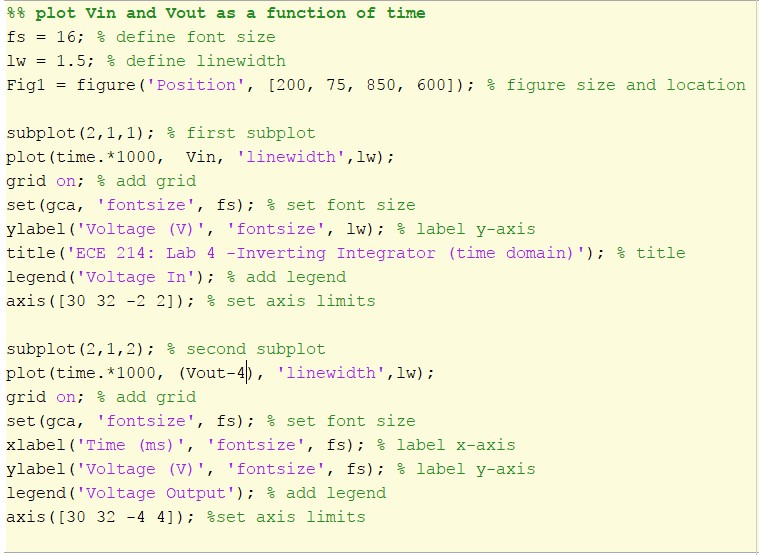 %% plot Vin and Vout as a function of time
fs = 16; % define font size
lw = 1.5; % define linewidth
Fig1 = figure('Position', [200, 75, 850, 600]); % figure size and location
subplot(2,1,1); % first subplot
plot(time.*1000,  Vin, 'linewidth',lw);
grid on; % add grid
set(gca, 'fontsize', fs); % set font size
ylabel('Voltage (V)', 'fontsize', lw); % label y-axis
title('ECE 214: Lab 4 -Inverting Integrator (time domain)'); % title
legend('Voltage In'); % add legend
axis([30 32 -2 2]); % set axis limits
subplot(2,1,2); % second subplot
plot(time.*1000, (Vout-4), 'linewidth',lw);
grid on; % add grid
set(gca, 'fontsize', fs); % set font size
xlabel('Time (ms)', 'fontsize', fs); % label x-axis
ylabel('Voltage (V)', 'fontsize', fs); % label y-axis
legend('Voltage Output'); % add legend
axis([30 32 -4 4]); %set axis limits